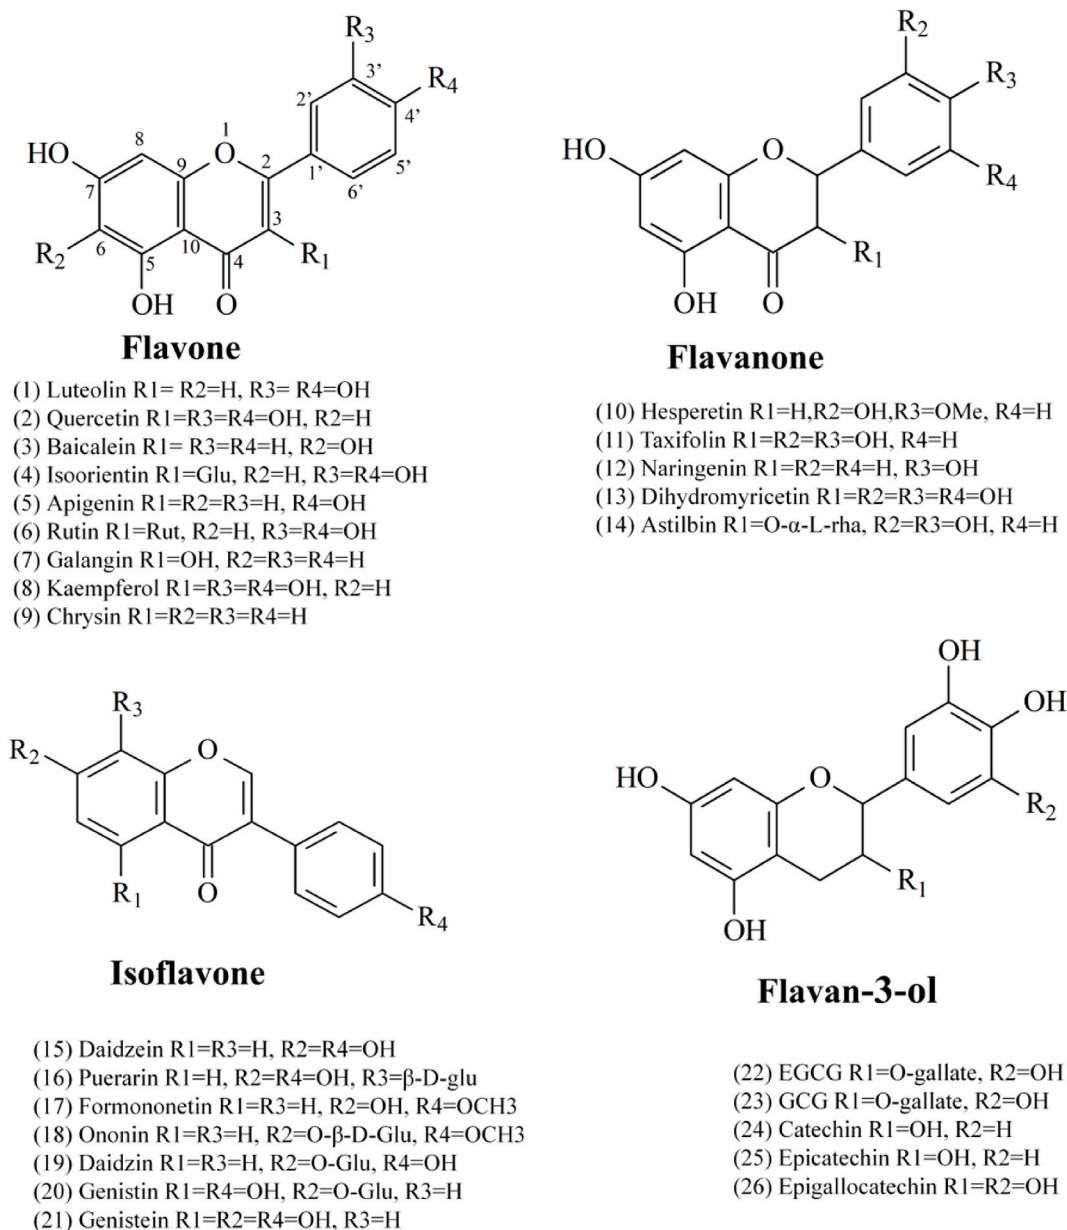 R3
3'
R4
2'
4'
8
1
HO
O
9
2
7
1'
5'
6'
3
6
10
R2
5
4
R1
OH
O
Flavone
(1) Luteolin R1= R2=H, R3= R4=OH
(2) Quercetin R1=R3=R4=OH, R2=H
(3) Baicalein R1= R3=R4=H, R2=OH
(4) Isoorientin R1=Glu, R2=H, R3=R4=OH
(5) Apigenin R1=R2=R3=H, R4=OH
(6) Rutin R1=Rut, R2=H, R3=R4=OH
(7) Galangin R1=OH, R2=R3=R4=H
(8) Kaempferol R1=R3=R4=OH, R2=H
(9) Chrysin R1=R2=R3=R4=H
R2
R3
HO
O
R4
R1
OH
O
Flavanone
(10) Hesperetin R1=H,R2=OH,R3=OMe, R4=H
(11) Taxifolin R1=R2=R3=OH, R4=H
(12) Naringenin R1=R2=R4=H, R3=OH
(13) Dihydromyricetin R1=R2=R3=R4=OH
(14) Astilbin R1=O-α-L-rha, R2=R3=OH, R4=H
R3
R2
O
R1
O
R4
Isoflavone
(15) Daidzein R1=R3=H, R2=R4=OH
(16) Puerarin R1=H, R2=R4=OH, R3=β-D-glu
(17) Formononetin R1=R3=H, R2=OH, R4=OCH3
(18) Ononin R1=R3=H, R2=O-β-D-Glu, R4=OCH3
(19) Daidzin R1=R3=H, R2=O-Glu, R4=OH
(20) Genistin R1=R4=OH, R2=O-Glu, R3=H
(21) Genistein R1=R2=R4=OH, R3=H
OH
OH
HO
O
R2
R1
OH
Flavan-3-ol
(22) EGCG R1=O-gallate, R2=OH
(23) GCG R1=O-gallate, R2=OH
(24) Catechin R1=OH, R2=H
(25) Epicatechin R1=OH, R2=H
(26) Epigallocatechin R1=R2=OH